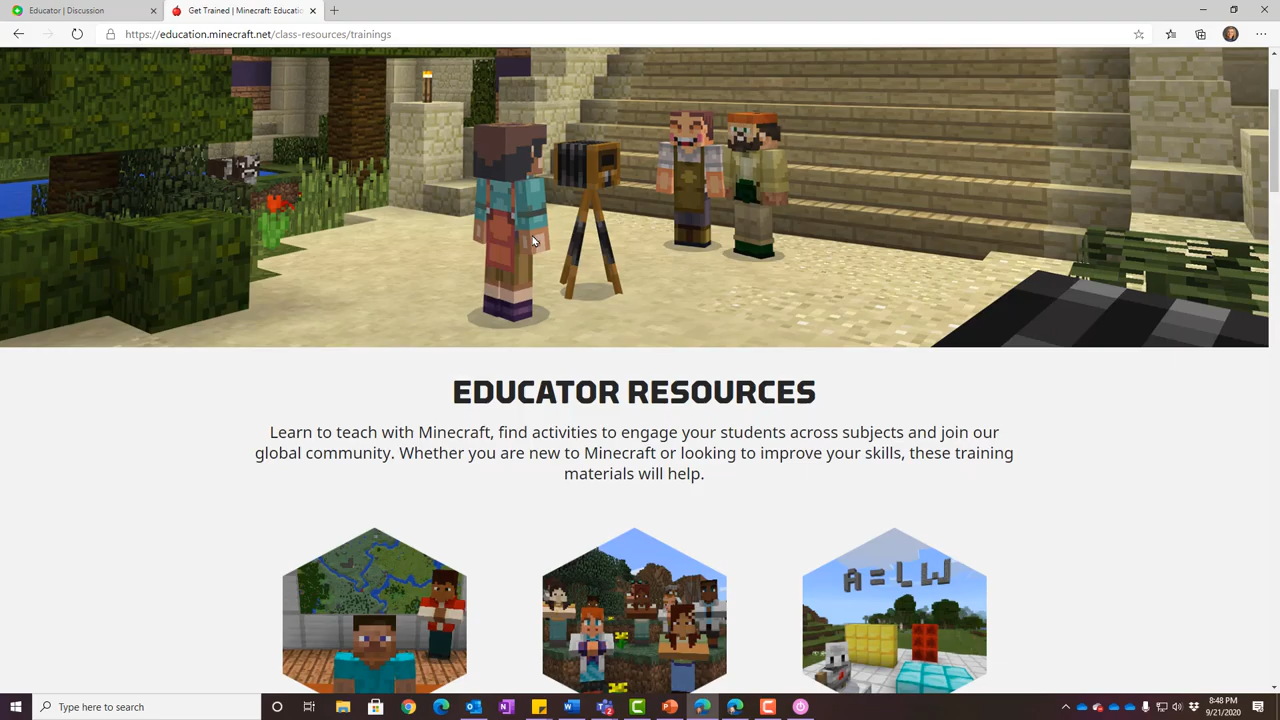 Educator | Discussion
Get Trained | Minecraft: Educatio
https://education.minecraft.net/class-resources/trainings
EDUCATOR RESOURCES
Learn to teach with Minecraft, find activities to engage your students across subjects and join our
global community. Whether you are new to Minecraft or looking to improve your skills, these training
materials will help.
A = L W
Type here to search
8:48 PM
9/21/2020